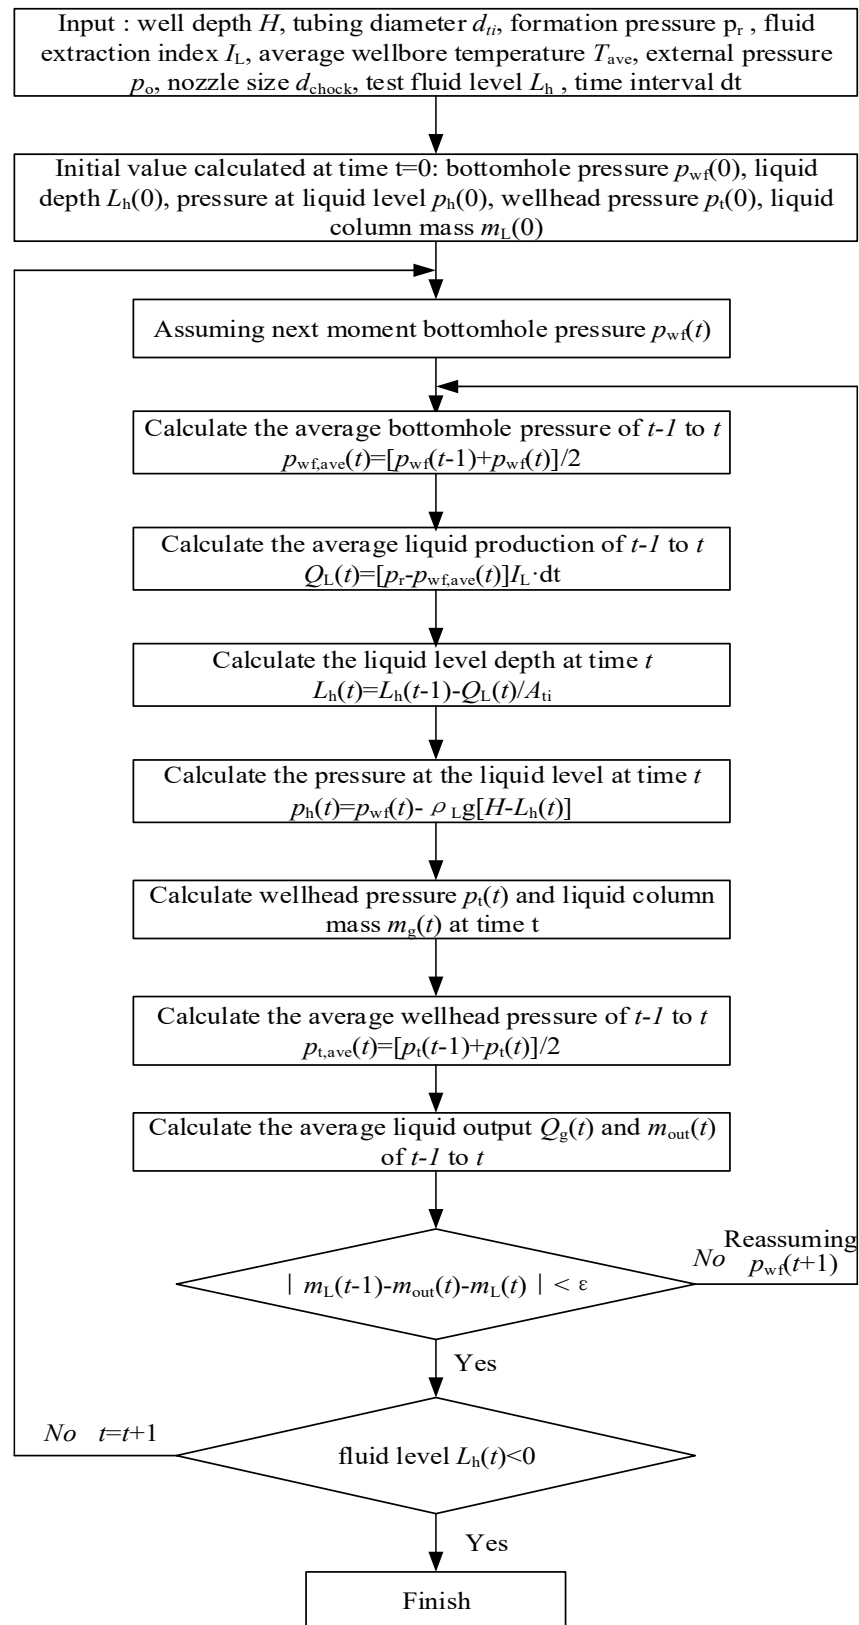 Input : well depth H, tubing diameter dti, formation pressure pr , fluid
extraction index IL, average wellbore temperature Tave, external pressure
po, nozzle size dchock, test fluid level Lh , time interval dt
Initial value calculated at time t=0: bottomhole pressure pwf(0), liquid
depth Lh(0), pressure at liquid level ph(0), wellhead pressure pt(0), liquid
column mass mL(0)
Assuming next moment bottomhole pressure pwf(t)
Calculate the average bottomhole pressure of t-1 to t
pwf,ave(t)=[pwf(t-1)+pwf(t)]/2
Calculate the average liquid production of t-1 to t
QL(t)=[pr-pwf,ave(t)]IL·dt
Calculate the liquid level depth at time t
Lh(t)=Lh(t-1)-QL(t)/Ati
Calculate the pressure at the liquid level at time t
ph(t)=pwf(t)- ρLg[H-Lh(t)]
Calculate wellhead pressure pt(t) and liquid column
mass mg(t) at time t
Calculate the average wellhead pressure of t-1 to t
pt,ave(t)=[pt(t-1)+pt(t)]/2
Calculate the average liquid output Qg(t) and mout(t)
of t-1 to t
| mL(t-1)-mout(t)-mL(t) | < ε
No Reassuming
pwf(t+1)
Yes
No t=t+1
fluid level Lh(t)<0
Yes
Finish